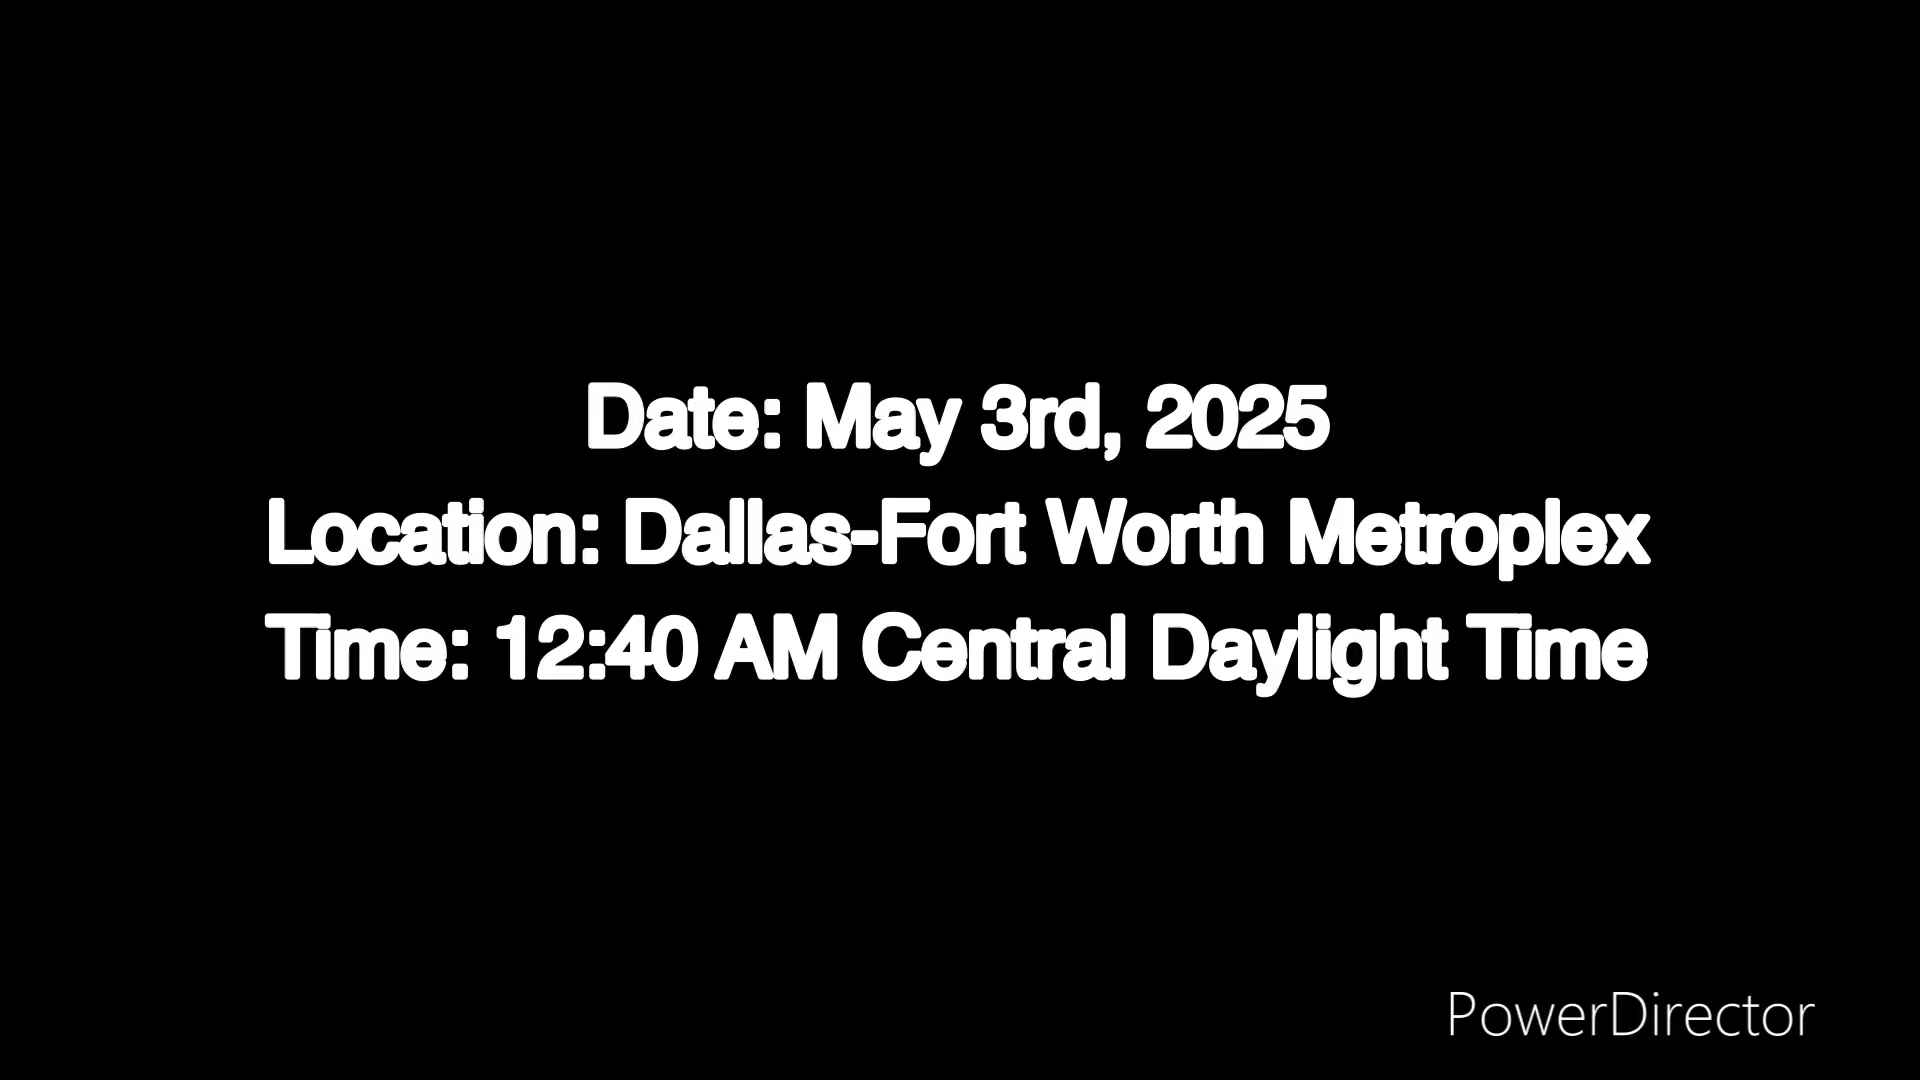 Date: May 3rd, 2025
Location: Dallas-Fort Worth Metroplex
Time: 12:40 AM Central Daylight Time
PowerDirector